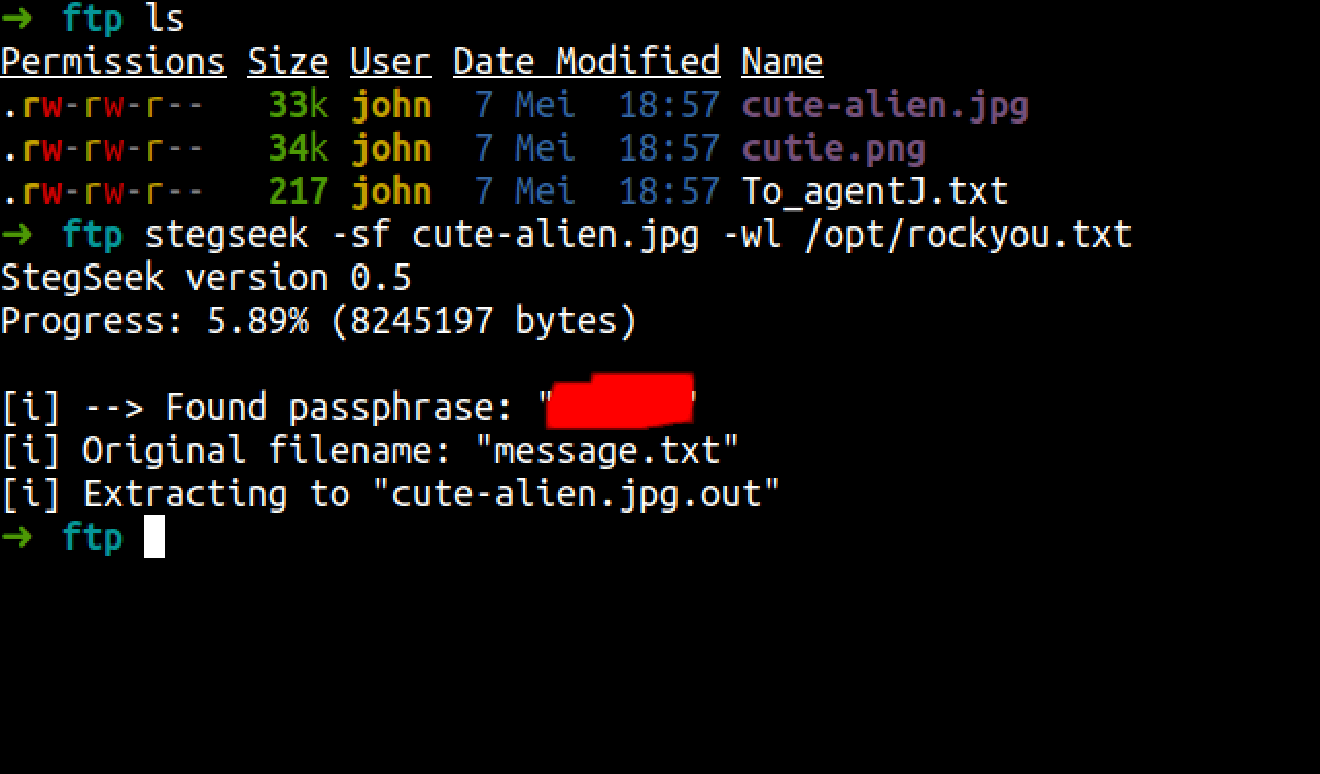 ➜ ftp ls
Permissions Size User Date Modified Name
.rw-rw-r-- 33k john 7 Mei 18:57 cute-alien.jpg
.rw-rw-r-- 34k john 7 Mei 18:57 cutie.png
.rw-rw-r-- 217 john 7 Mei 18:57 To_agentJ.txt
➜ ftp stegseek -sf cute-alien.jpg -wl /opt/rockyou.txt
StegSeek version 0.5
Progress: 5.89% (8245197 bytes)
[i] --> Found passphrase: ""
[i] Original filename: "message.txt"
[i] Extracting to "cute-alien.jpg.out"
➜ ftp